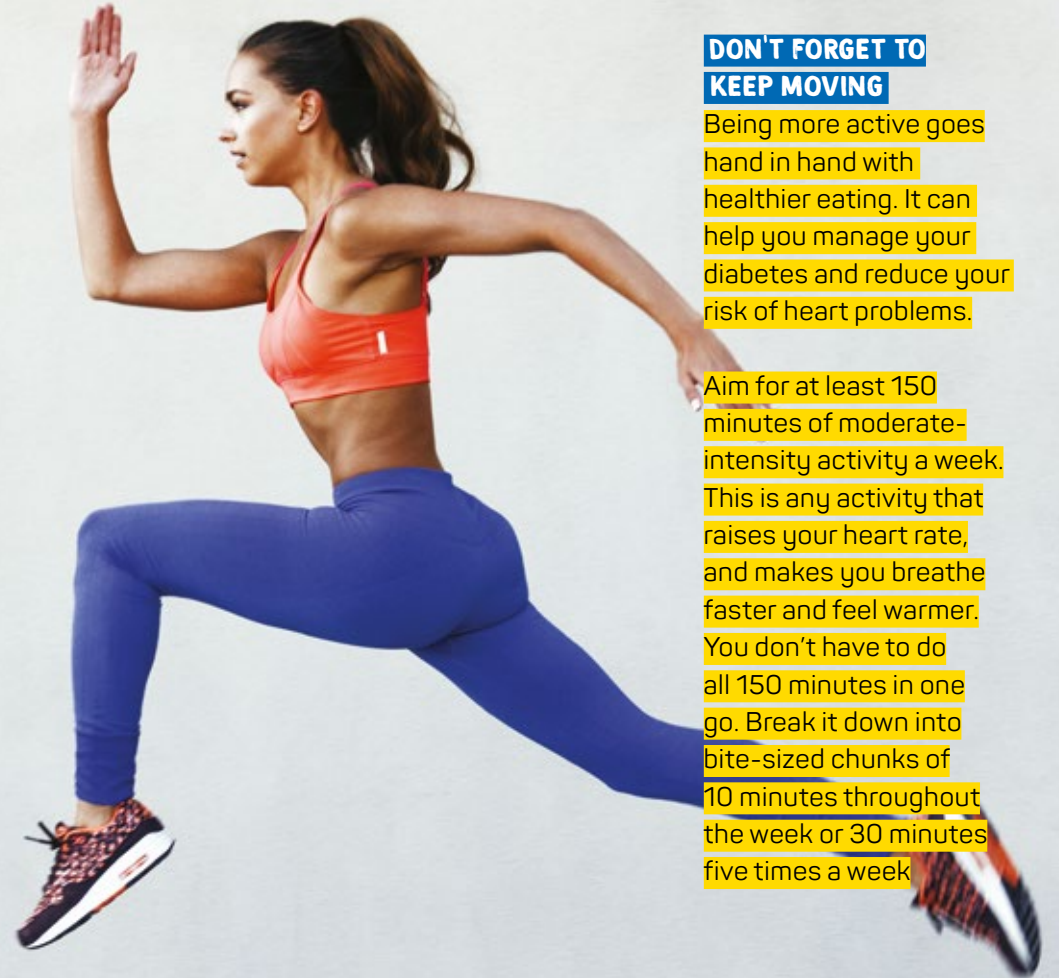 DON'T FORGET TO
KEEP MOVING
Being more active goes
hand in hand with
healthier eating. It can
help you manage your
diabetes and reduce your
risk of heart problems.
Aim for at least 150
minutes of moderate-
intensity activity a week.
This is any activity that
raises your heart rate,
and makes you breathe
faster and feel warmer.
You don’t have to do
all 150 minutes in one
go. Break it down into
bite-sized chunks of
10 minutes throughout
the week or 30 minutes
five times a week